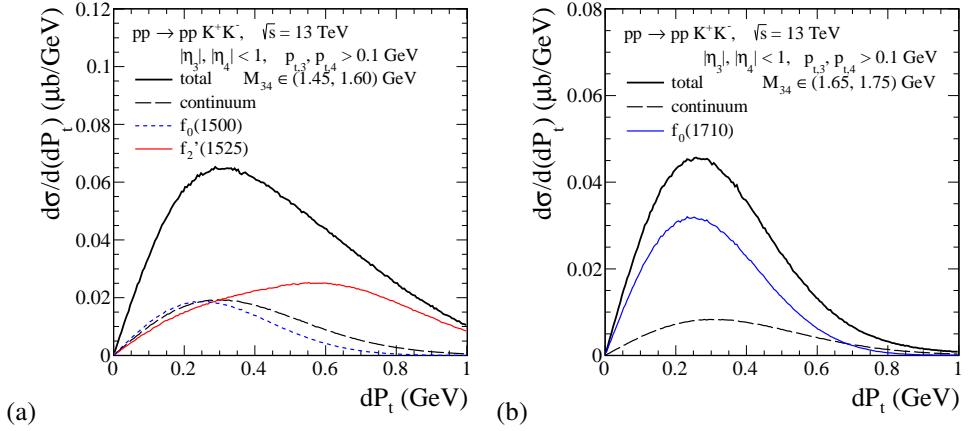 dσ/d(dP_t) (μb/GeV)
0.12
0.1
0.08
0.06
0.04
0.02
0
pp → pp K⁺K⁻, √s = 13 TeV
|η₃|, |η₄| < 1, p_{t,3}, p_{t,4} > 0.1 GeV
total M₃₄ ∈ (1.45, 1.60) GeV
continuum
f₀(1500)
f₂'(1525)
0 0.2 0.4 0.6 0.8 1
dP_t (GeV)
(a)
dσ/d(dP_t) (μb/GeV)
0.08
0.06
0.04
0.02
0
pp → pp K⁺K⁻, √s = 13 TeV
|η₃|, |η₄| < 1, p_{t,3}, p_{t,4} > 0.1 GeV
total M₃₄ ∈ (1.65, 1.75) GeV
continuum
f₀(1710)
0 0.2 0.4 0.6 0.8 1
dP_t (GeV)
(b)